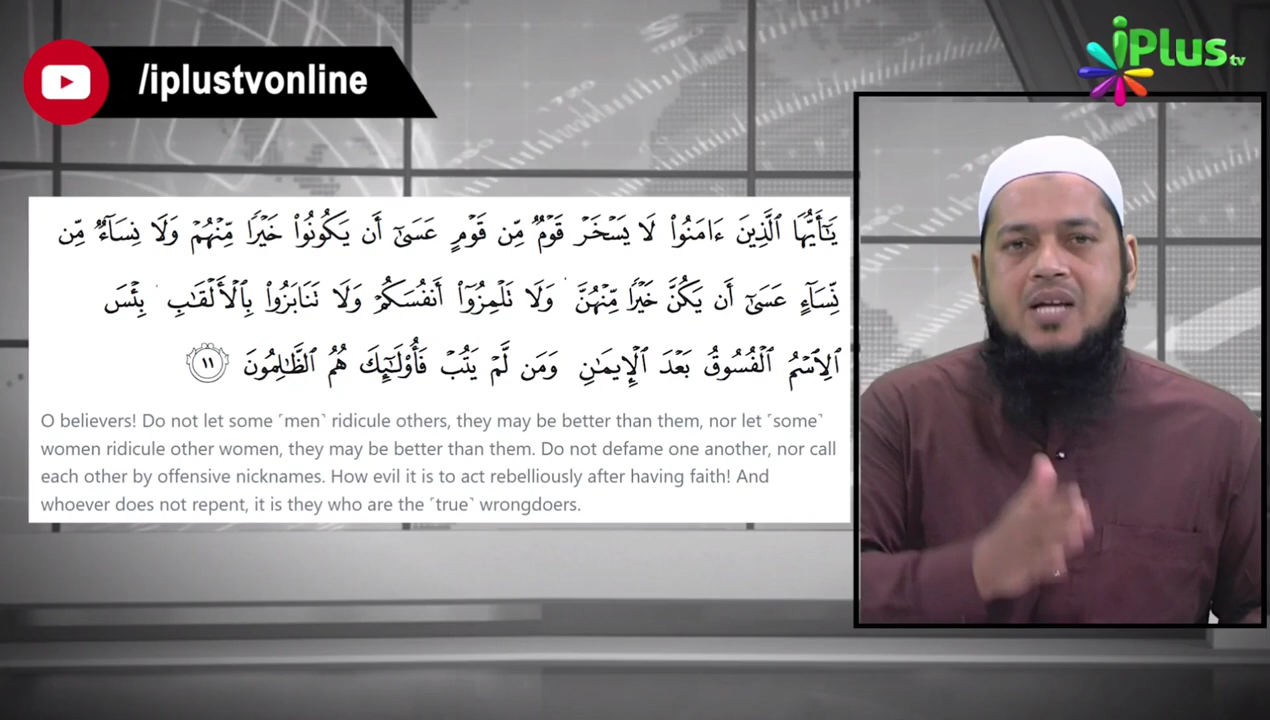 /iplustvonline
iPlus tv
يَـٰٓأَيُّهَا ٱلَّذِينَ ءَامَنُوا۟ لَا يَسْخَرْ قَوْمٌ مِّن قَوْمٍ عَسَىٰٓ أَن يَكُونُوا۟ خَيْرًا مِّنْهُمْ وَلَا نِسَآءٌ مِّن
نِّسَآءٍ عَسَىٰٓ أَن يَكُنَّ خَيْرًا مِّنْهُنَّ ۖ وَلَا تَلْمِزُوٓا۟ أَنفُسَكُمْ وَلَا تَنَابَزُوا۟ بِٱلْأَلْقَـٰبِ ۖ بِئْسَ
ٱلِٱسْمُ ٱلْفُسُوقُ بَعْدَ ٱلْإِيمَـٰنِ ۚ وَمَن لَّمْ يَتُبْ فَأُو۟لَـٰٓئِكَ هُمُ ٱلظَّـٰلِمُونَ ١١
O believers! Do not let some ˹men˺ ridicule others, they may be better than them, nor let ˹some˺
women ridicule other women, they may be better than them. Do not defame one another, nor call
each other by offensive nicknames. How evil it is to act rebelliously after having faith! And
whoever does not repent, it is they who are the ˹true˺ wrongdoers.